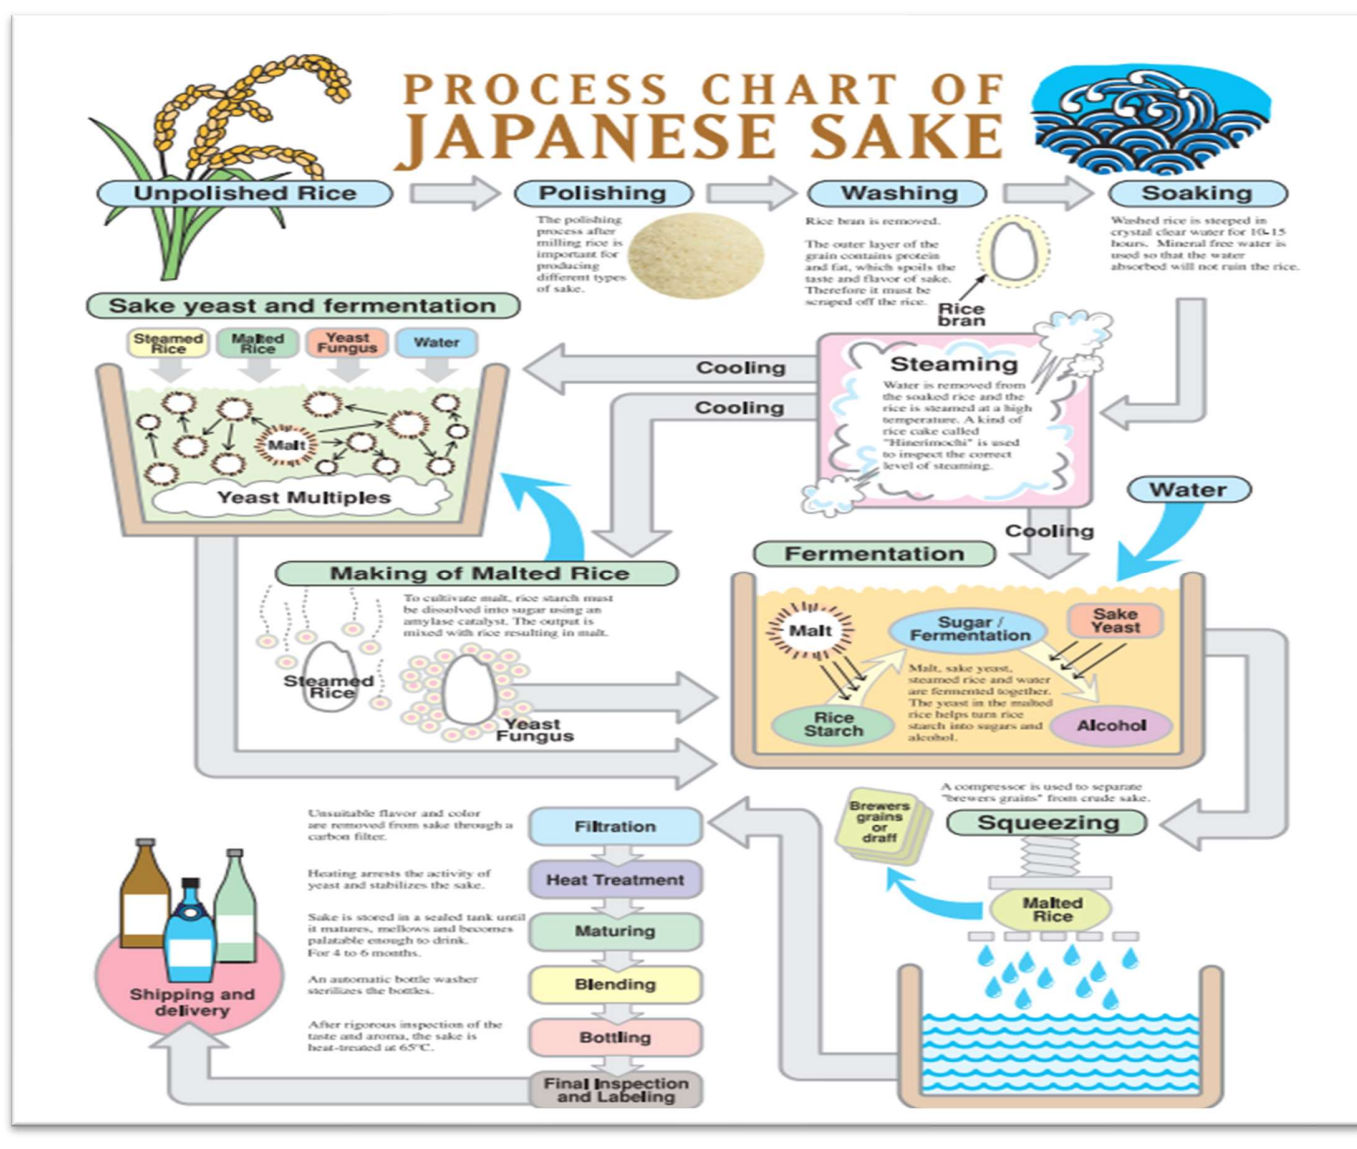 PROCESS CHART OF
JAPANESE SAKE
Unpolished Rice
Polishing
The polishing
process after
milling rice is
important for
producing
different types
of sake.
Washing
Rice bran is removed.
The outer layer of the
grain contains protein
and fat, which spoils the
taste and flavor of sake.
Therefore it must be
scraped off the rice.
Rice
bran
Soaking
Washed rice is steeped in
crystal clear water for 10-15
hours. Mineral free water is
used so that the water
absorbed will not ruin the rice.
Steaming
Water is removed from
the soaked rice and the
rice is steamed at a high
temperature. A kind of
rice cake called
"Hinerimochi" is used
to inspect the correct
level of steaming.
Cooling
Cooling
Cooling
Sake yeast and fermentation
Steamed
Rice
Malted
Rice
Yeast
Fungus
Water
Malt
Yeast Multiples
Making of Malted Rice
To cultivate malt, rice starch must
be dissolved into sugar using an
amylase catalyst. The output is
mixed with rice resulting in malt.
Steamed
Rice
Yeast
Fungus
Water
Fermentation
Malt
Sugar /
Fermentation
Sake
Yeast
Malt, sake yeast,
steamed rice and water
are fermented together.
The yeast in the malted
rice helps turn rice
starch into sugars and
alcohol.
Rice
Starch
Alcohol
A compressor is used to separate
"brewers grains" from crude sake.
Squeezing
Brewers
grains
or
draff
Malted
Rice
Unsuitable flavor and color
are removed from sake through a
carbon filter.
Filtration
Heating arrests the activity of
yeast and stabilizes the sake.
Heat Treatment
Sake is stored in a sealed tank until
it matures, mellows and becomes
palatable enough to drink.
For 4 to 6 months.
Maturing
An automatic bottle washer
sterilizes the bottles.
Blending
After rigorous inspection of the
taste and aroma, the sake is
heat-treated at 65°C.
Bottling
Final Inspection
and Labeling
Shipping and
delivery